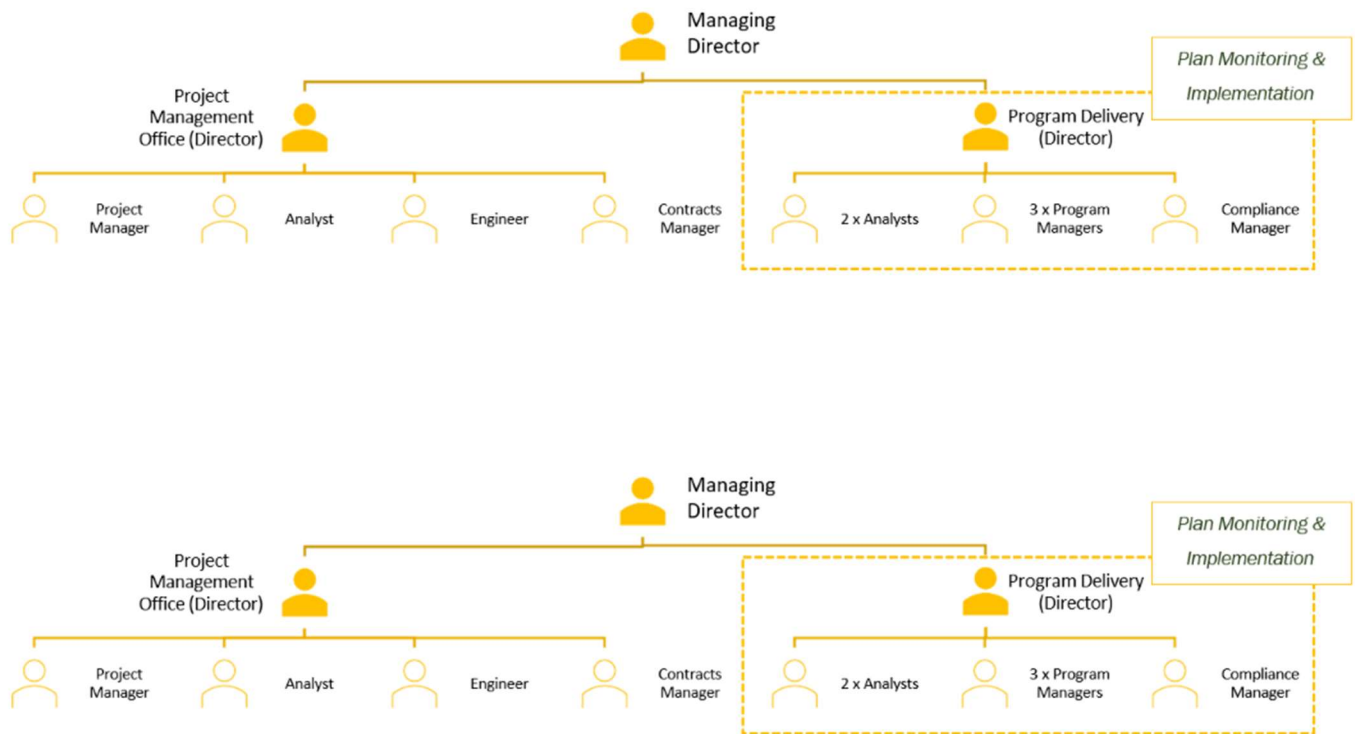 Managing
Director
Plan Monitoring &
Implementation
Project
Management
Office (Director)
Program Delivery
(Director)
Project
Manager
Analyst
Engineer
Contracts
Manager
2 x Analysts
3 x Program
Managers
Compliance
Manager
Managing
Director
Plan Monitoring &
Implementation
Project
Management
Office (Director)
Program Delivery
(Director)
Project
Manager
Analyst
Engineer
Contracts
Manager
2 x Analysts
3 x Program
Managers
Compliance
Manager